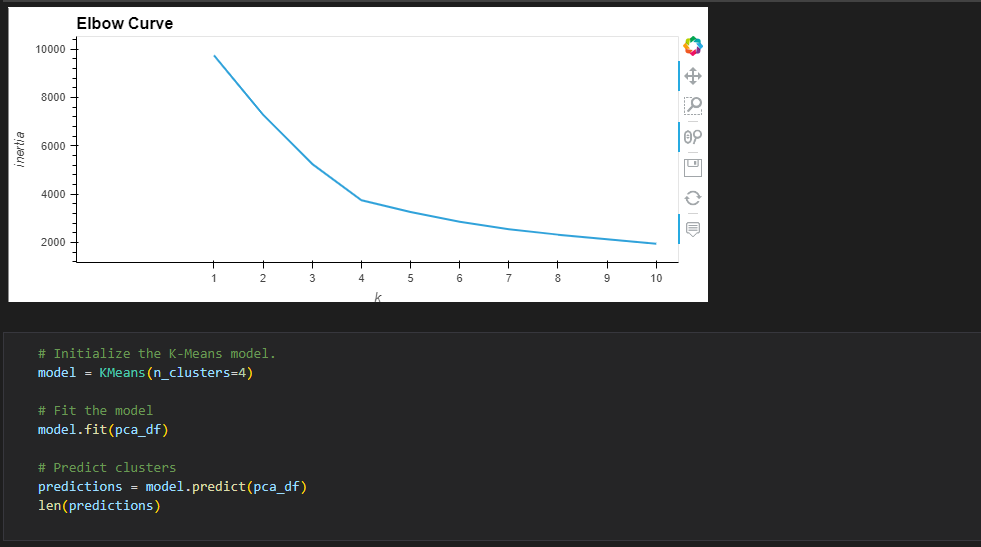 Elbow Curve
10000
8000
6000
4000
2000
inertia
1 2 3 4 5 6 7 8 9 10
k
# Initialize the K-Means model.
model = KMeans(n_clusters=4)
# Fit the model
model.fit(pca_df)
# Predict clusters
predictions = model.predict(pca_df)
len(predictions)